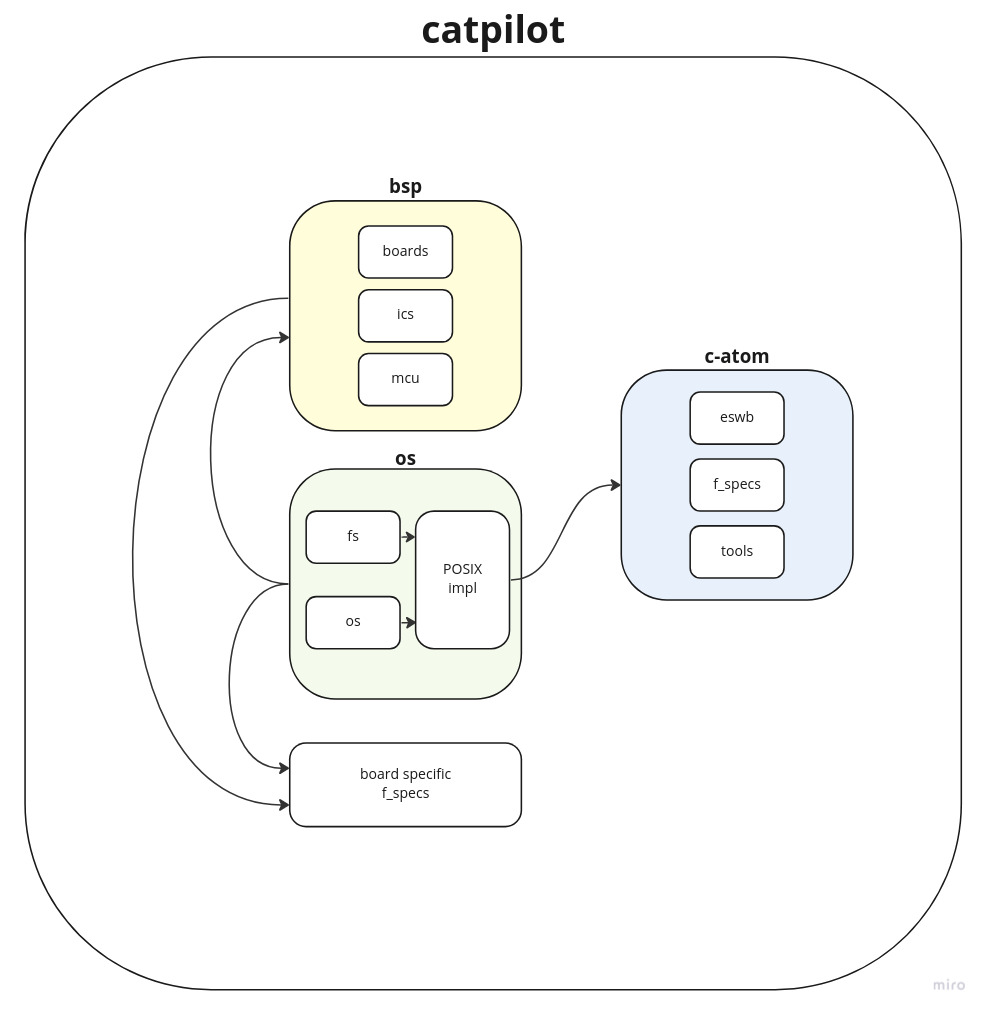 catpilot
bsp
boards
ics
mcu
os
fs
os
POSIX
impl
board specific
f_specs
c-atom
eswb
f_specs
tools
miro